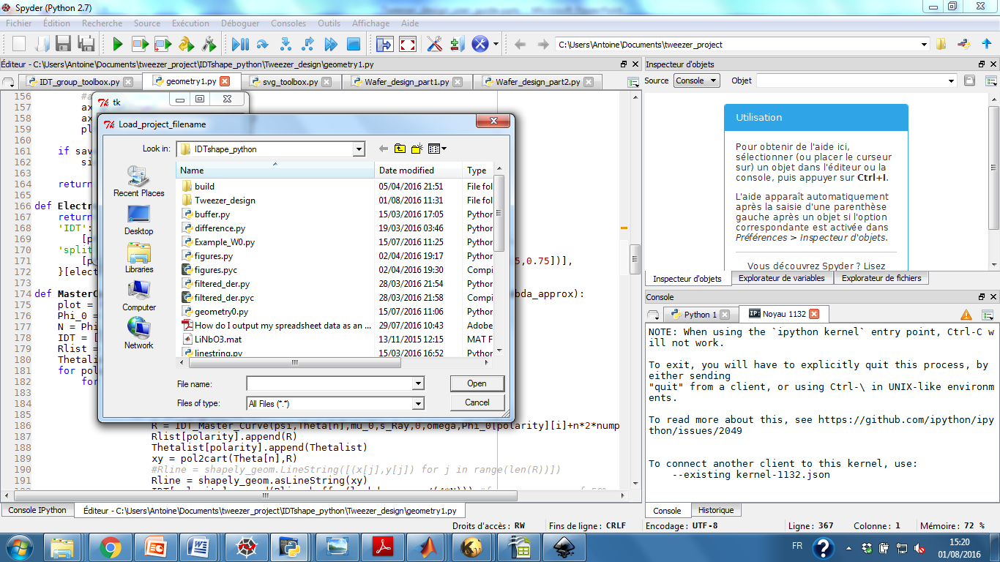 Spyder (Python 2.7)
Fichier Édition Recherche Source Exécution Déboguer Consoles Outils Affichage Aide
C:\Users\Antoine\Documents\tweezer_project
Éditeur - C:\Users\Antoine\Documents\tweezer_project\IDTshape_python\Tweezer_design\geometry1.py
IDT_group_toolbox.py geometry1.py svg_toolbox.py Wafer_design_part1.py Wafer_design_part2.py
tk
Load_project_filename
Look in: IDTshape_python
Recent Places
Desktop
Libraries
Computer
Network
Name Date modified Type
build 05/04/2016 21:51 File fol
Tweezer_design 01/08/2016 11:31 File fol
buffer.py 15/03/2016 17:05 Python
difference.py 19/03/2016 03:46 Python
Example_W0.py 15/07/2016 11:25 Python
figures.py 02/04/2016 19:17 Python
figures.pyc 02/04/2016 19:30 Compi
filtered_der.py 28/03/2016 21:54 Python
filtered_der.pyc 28/03/2016 21:58 Compi
geometry0.py 15/07/2016 11:06 Python
How do I output my spreadsheet data as an ... 29/07/2016 10:43 Adobe
LiNbO3.mat 13/11/2015 12:15 MAT F
linestring.py 15/03/2016 16:52 Python
File name: Open
Files of type: All Files (*.*) Cancel
156 #a
157 ax
158 ax
159 pl
160
161 if sav
162 si
163
164 return
165
166 def Electr
167 return
168 'IDT':
169 [p
170 'split
171 [p 5,0.75])],
172 }[elect
173
174 def MasterC bda_approx):
175 plot =
176 Phi_0 =
177 N = Phi
178 IDT = [
179 Rlist =
180 Thetal
181 for pol
182 for
183
184
185
186 R = IDT_Master_Curve(psi,Theta[n],mu_0,s_Ray,0,omega,Phi_0[polarity][i]+n*2*nump
187 Rlist[polarity].append(R)
188 Thetalist[polarity].append(Thetalist)
189 xy = pol2cart(Theta[n],R)
190 #Rline = shapely_geom.LineString([(x[j],y[j]) for j in range(len(R))])
191 Rline = shapely_geom.asLineString(xy)
Console IPython Éditeur - C:\Users\Antoine\Documents\tweezer_project\IDTshape_python\Tweezer_design\geometry1.py
Inspecteur d'objets
Source Console Objet
Utilisation
Pour obtenir de l'aide ici,
sélectionner (ou placer le curseur
sur) un objet dans l'éditeur ou la
console, puis appuyer sur Ctrl+I.
L'aide apparaît automatiquement
après la saisie d'une parenthèse
gauche après un objet si l'option
correspondante est activée dans
Préférences > Inspecteur d'objets.
Vous découvrez Spyder ? Lisez
Inspecteur d'objets Explorateur de variables Explorateur de fichiers
Console
Python 1 Noyau 1132
NOTE: When using the `ipython kernel` entry point, Ctrl-C w
ill not work.
To exit, you will have to explicitly quit this process, by
either sending
"quit" from a client, or using Ctrl-\ in UNIX-like environm
ents.
To read more about this, see https://github.com/ipython/ipy
thon/issues/2049
To connect another client to this kernel, use:
--existing kernel-1132.json
Console Historique
Droits d'accès : RW Fins de ligne : CRLF Encodage : UTF-8 Ligne : 367 Colonne : 1 Mémoire : 72 %
FR 15:20
01/08/2016